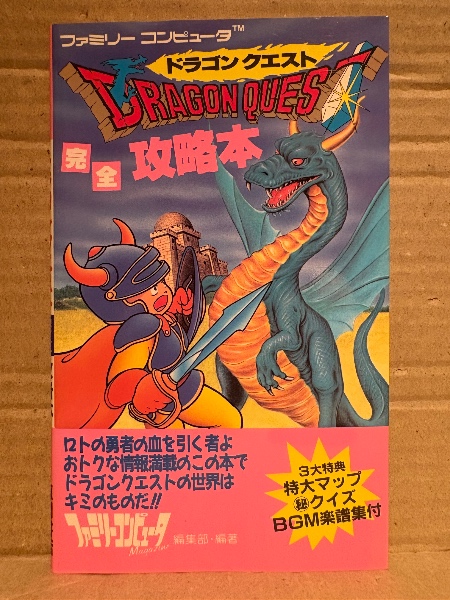 ファミリー コンピュータ™
ドラゴンクエスト
DRAGON QUEST
完全 攻略本
ロトの勇者の血を引く者よ
おトクな情報満載のこの本で
ドラゴンクエストの世界は
キミのものだ!!
ファミリーコンピュータ
Magazine
編集部・編著
3大特典
特大マップ
㊙クイズ
BGM楽譜集付